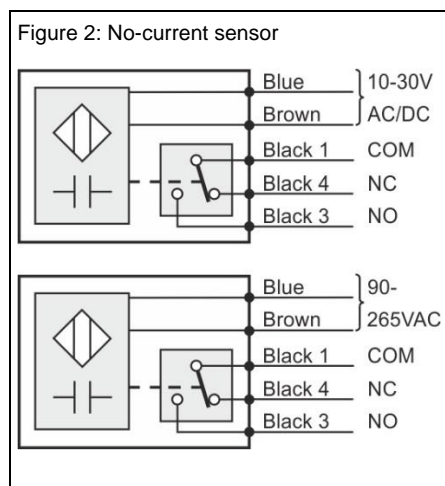 Figure 2: No-current sensor
Blue 10-30V
Brown AC/DC
Black 1 COM
Black 4 NC
Black 3 NO
Blue 90-
Brown 265VAC
Black 1 COM
Black 4 NC
Black 3 NO